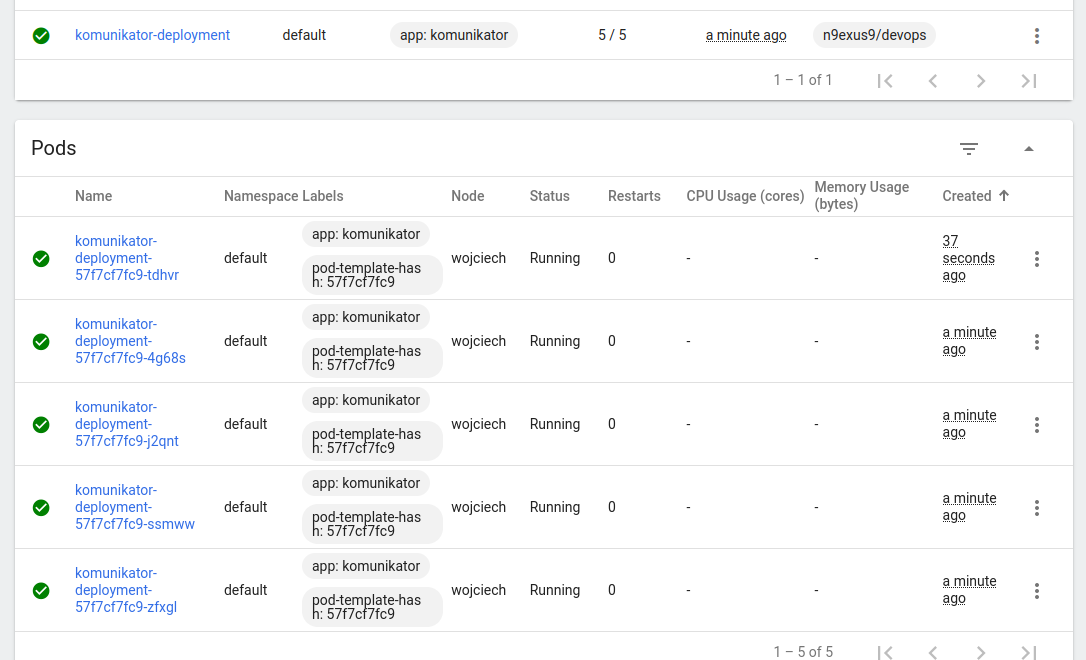 komunikator-deployment default app: komunikator 5 / 5 a minute ago n9exus9/devops
1 – 1 of 1
Pods
Name Namespace Labels Node Status Restarts CPU Usage (cores) Memory Usage (bytes) Created
komunikator-
deployment-
57f7cf7fc9-tdhvr
default
app: komunikator
pod-template-has
h: 57f7cf7fc9
wojciech
Running
0
-
-
37
seconds
ago
komunikator-
deployment-
57f7cf7fc9-4g68s
default
app: komunikator
pod-template-has
h: 57f7cf7fc9
wojciech
Running
0
-
-
a minute
ago
komunikator-
deployment-
57f7cf7fc9-j2qnt
default
app: komunikator
pod-template-has
h: 57f7cf7fc9
wojciech
Running
0
-
-
a minute
ago
komunikator-
deployment-
57f7cf7fc9-ssmww
default
app: komunikator
pod-template-has
h: 57f7cf7fc9
wojciech
Running
0
-
-
a minute
ago
komunikator-
deployment-
57f7cf7fc9-zfxgl
default
app: komunikator
pod-template-has
h: 57f7cf7fc9
wojciech
Running
0
-
-
a minute
ago
1 – 5 of 5